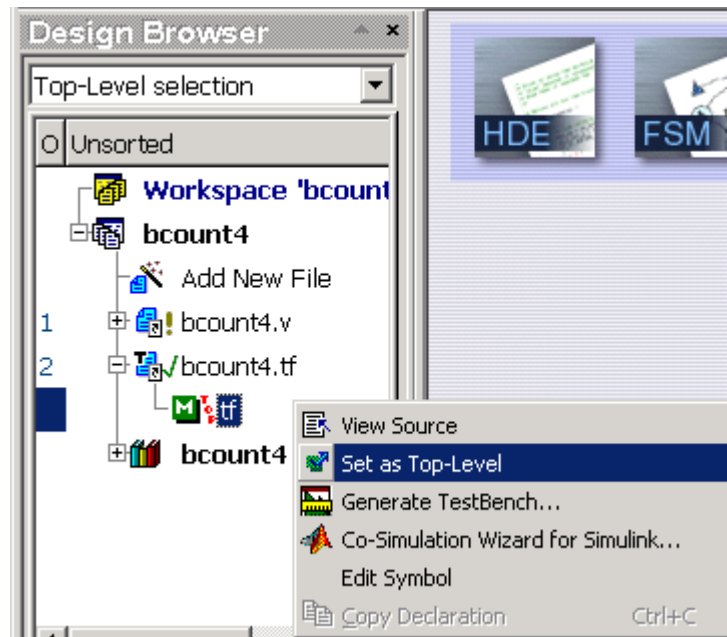 Design Browser
Top-Level selection
O Unsorted
Workspace 'bcount
bcount4
Add New File
1 bcount4.v
2 bcount4.tf
M TOP tf
bcount4
HDE
FSM
View Source
Set as Top-Level
Generate TestBench...
Co-Simulation Wizard for Simulink...
Edit Symbol
Copy Declaration Ctrl+C